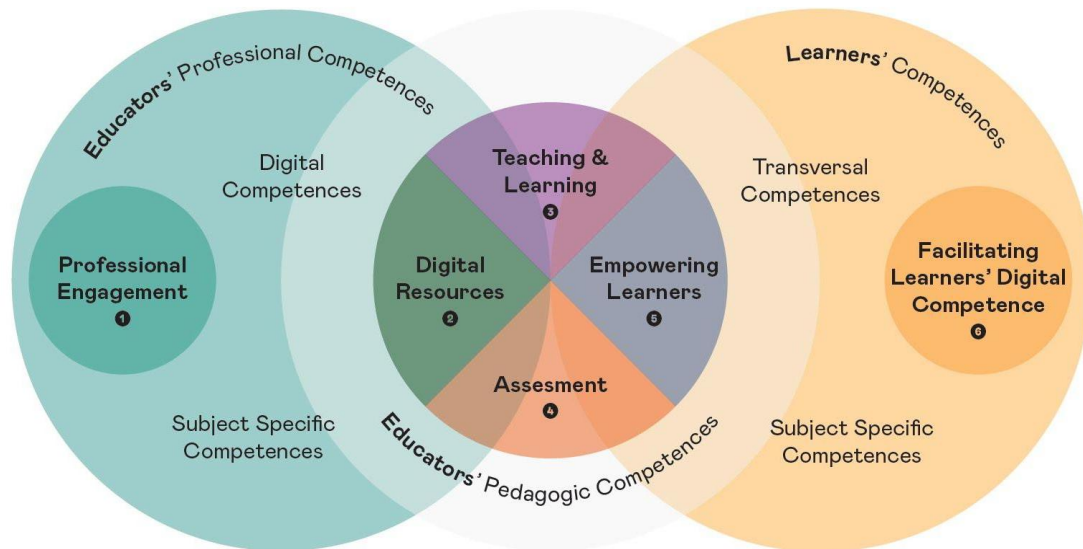 Educators' Professional Competences
Learners' Competences
Digital
Competences
Teaching &
Learning
3
Transversal
Competences
Professional
Engagement
1
Digital
Resources
2
Empowering
Learners
5
Facilitating
Learners' Digital
Competence
6
Assesment
4
Subject Specific
Competences
Educators' Pedagogic Competences
Subject Specific
Competences